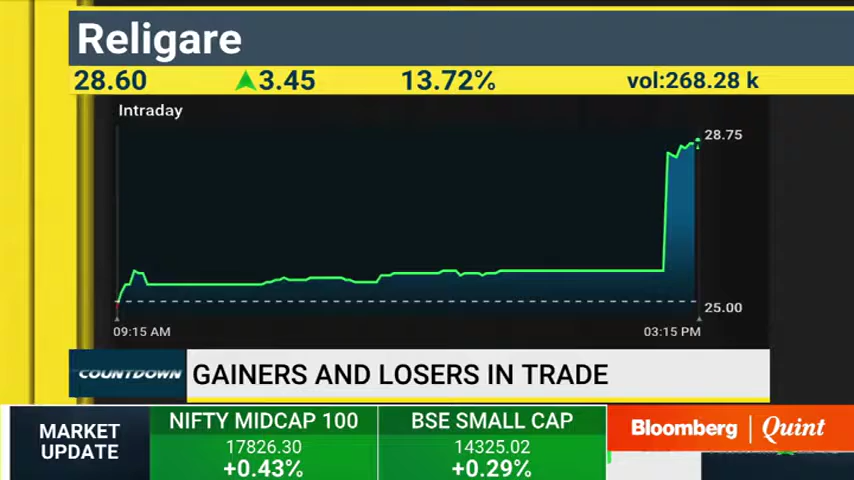 Religare
28.60 3.45 13.72% vol:268.28 k
Intraday
28.75
25.00
09:15 AM 03:15 PM
COUNTDOWN GAINERS AND LOSERS IN TRADE
MARKET UPDATE
NIFTY MIDCAP 100
17826.30
+0.43%
BSE SMALL CAP
14325.02
+0.29%
Bloomberg | Quint